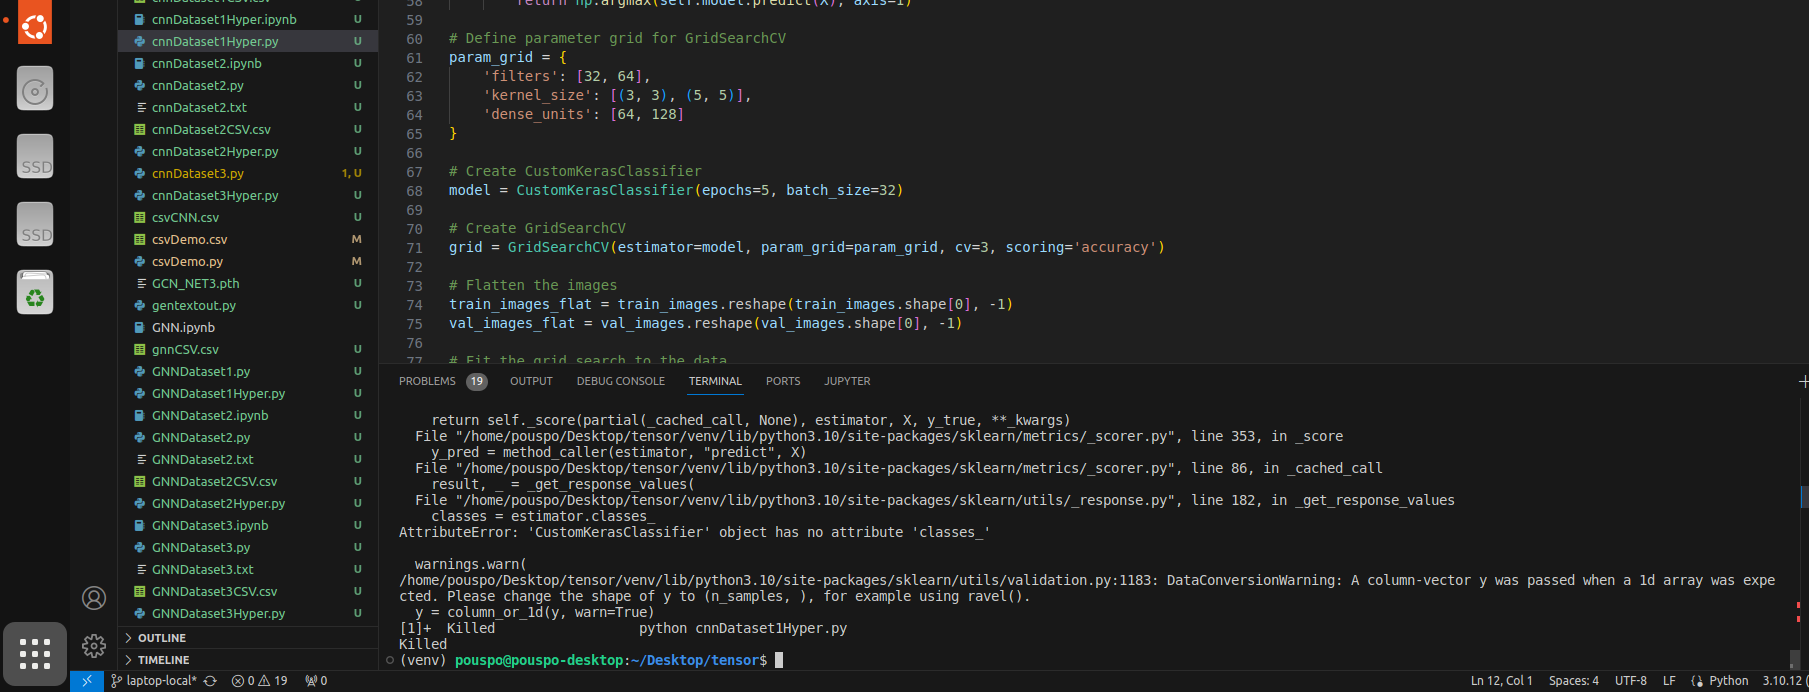 cnnDataset1Hyper.ipynb U
cnnDataset1Hyper.py U
cnnDataset2.ipynb U
cnnDataset2.py U
cnnDataset2.txt U
cnnDataset2CSV.csv U
cnnDataset2Hyper.py U
cnnDataset3.py 1, U
cnnDataset3Hyper.py U
csvCNN.csv U
csvDemo.csv M
csvDemo.py M
GCN_NET3.pth U
gentextout.py U
GNN.ipynb
gnnCSV.csv U
GNNDataset1.py U
GNNDataset1Hyper.py U
GNNDataset2.ipynb U
GNNDataset2.py U
GNNDataset2.txt U
GNNDataset2CSV.csv U
GNNDataset2Hyper.py U
GNNDataset3.ipynb U
GNNDataset3.py U
GNNDataset3.txt U
GNNDataset3CSV.csv U
GNNDataset3Hyper.py U
OUTLINE
TIMELINE
SSD
SSD
58 return np.argmax(self.model.predict(X), axis=1)
59
60 # Define parameter grid for GridSearchCV
61 param_grid = {
62 'filters': [32, 64],
63 'kernel_size': [(3, 3), (5, 5)],
64 'dense_units': [64, 128]
65 }
66
67 # Create CustomKerasClassifier
68 model = CustomKerasClassifier(epochs=5, batch_size=32)
69
70 # Create GridSearchCV
71 grid = GridSearchCV(estimator=model, param_grid=param_grid, cv=3, scoring='accuracy')
72
73 # Flatten the images
74 train_images_flat = train_images.reshape(train_images.shape[0], -1)
75 val_images_flat = val_images.reshape(val_images.shape[0], -1)
76
77 # Fit the grid search to the data
PROBLEMS 19 OUTPUT DEBUG CONSOLE TERMINAL PORTS JUPYTER
return self._score(partial(_cached_call, None), estimator, X, y_true, **_kwargs)
File "/home/pouspo/Desktop/tensor/venv/lib/python3.10/site-packages/sklearn/metrics/_scorer.py", line 353, in _score
y_pred = method_caller(estimator, "predict", X)
File "/home/pouspo/Desktop/tensor/venv/lib/python3.10/site-packages/sklearn/metrics/_scorer.py", line 86, in _cached_call
result, _ = _get_response_values(
File "/home/pouspo/Desktop/tensor/venv/lib/python3.10/site-packages/sklearn/utils/_response.py", line 182, in _get_response_values
classes = estimator.classes_
AttributeError: 'CustomKerasClassifier' object has no attribute 'classes_'
warnings.warn(
/home/pouspo/Desktop/tensor/venv/lib/python3.10/site-packages/sklearn/utils/validation.py:1183: DataConversionWarning: A column-vector y was passed when a 1d array was expe
cted. Please change the shape of y to (n_samples, ), for example using ravel().
y = column_or_1d(y, warn=True)
[1]+ Killed python cnnDataset1Hyper.py
Killed
(venv) pouspo@pouspo-desktop:~/Desktop/tensor$
laptop-local* 0 19 0 Ln 12, Col 1 Spaces: 4 UTF-8 LF Python 3.10.12 (